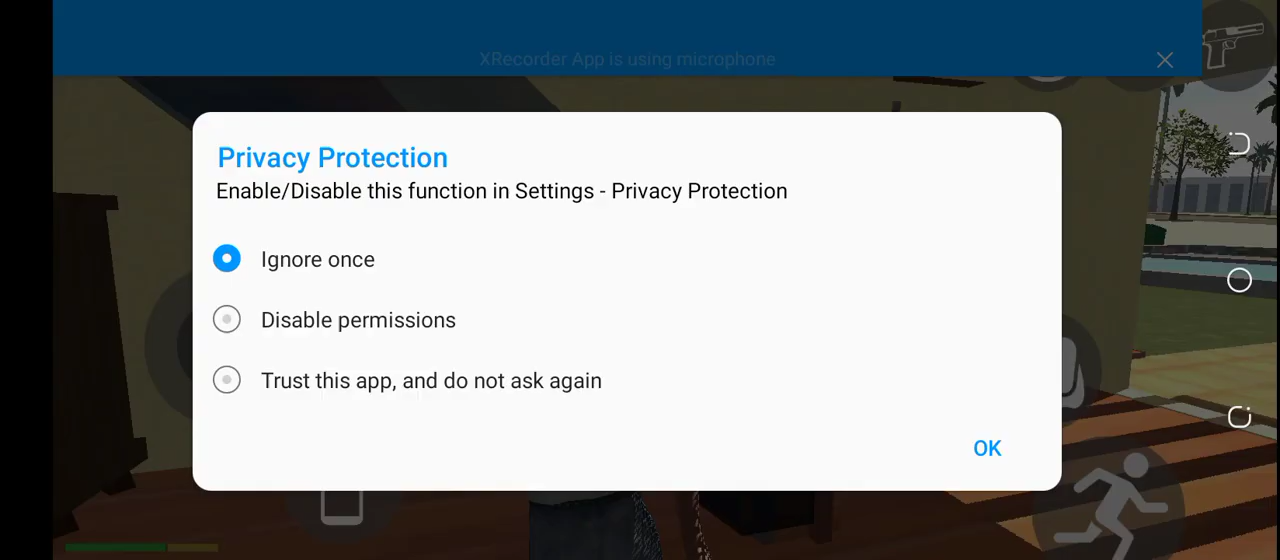 XRecorder App is using microphone
Privacy Protection
Enable/Disable this function in Settings - Privacy Protection
Ignore once
Disable permissions
Trust this app, and do not ask again
OK